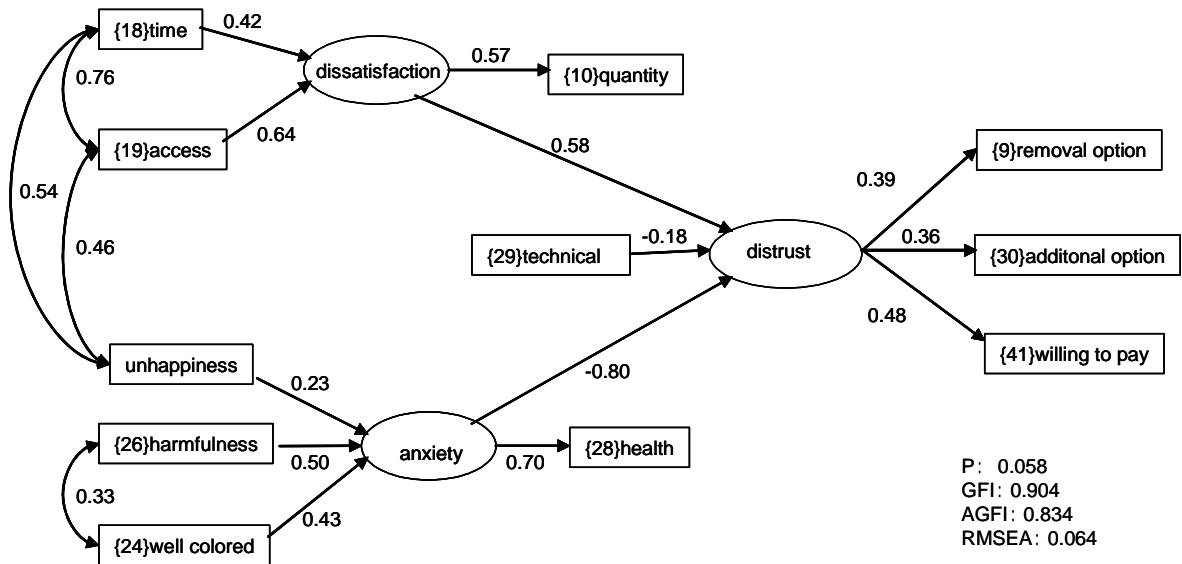 {18}time
0.42
dissatisfaction
0.57
{10}quantity
0.76
{19}access
0.64
0.58
{9}removal option
0.39
0.54
0.46
-0.18
{29}technical
distrust
0.36
{30}additonal option
0.48
{41}willing to pay
unhappiness
0.23
-0.80
{26}harmfulness
0.50
anxiety
0.70
{28}health
0.33
0.43
{24}well colored
P: 0.058
GFI: 0.904
AGFI: 0.834
RMSEA: 0.064